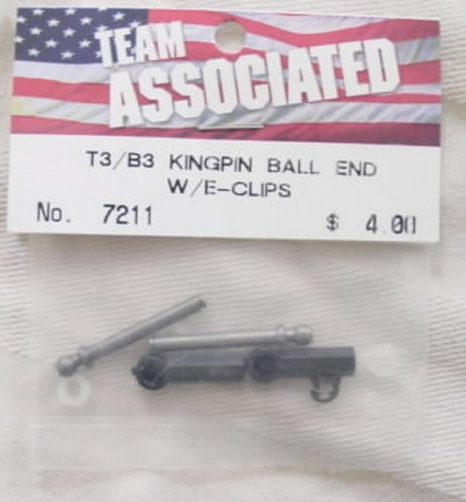 TEAM
ASSOCIATED
T3/B3 KINGPIN BALL END
W/E-CLIPS
No. 7211 $ 4.00